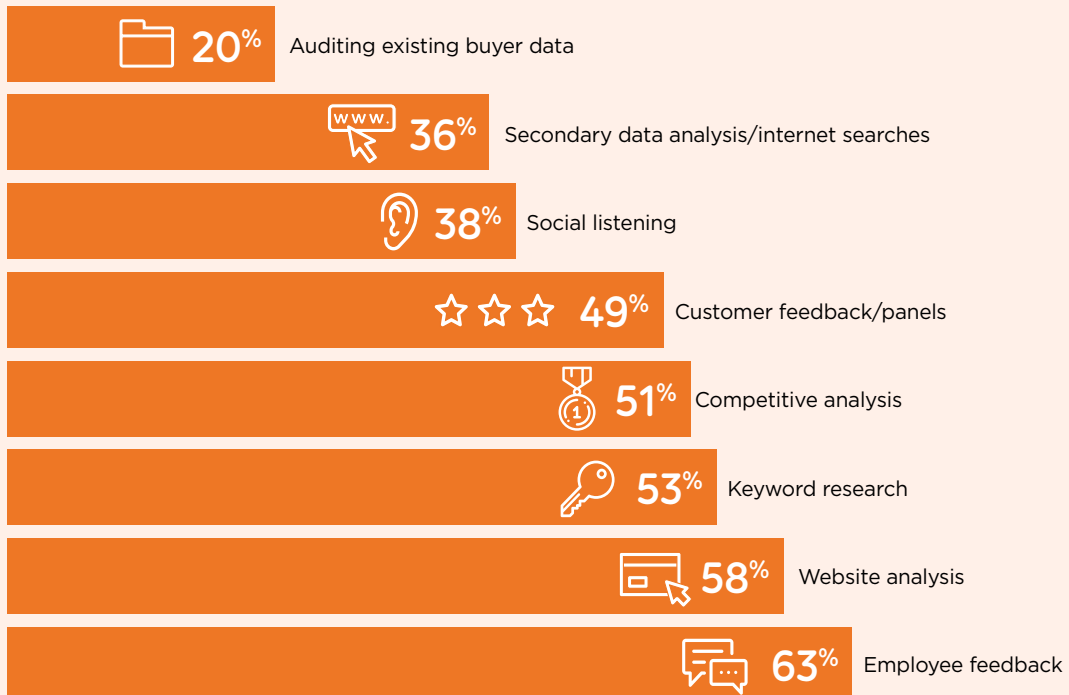 20% Auditing existing buyer data
www. 36% Secondary data analysis/internet searches
38% Social listening
49% Customer feedback/panels
1 51% Competitive analysis
53% Keyword research
58% Website analysis
63% Employee feedback